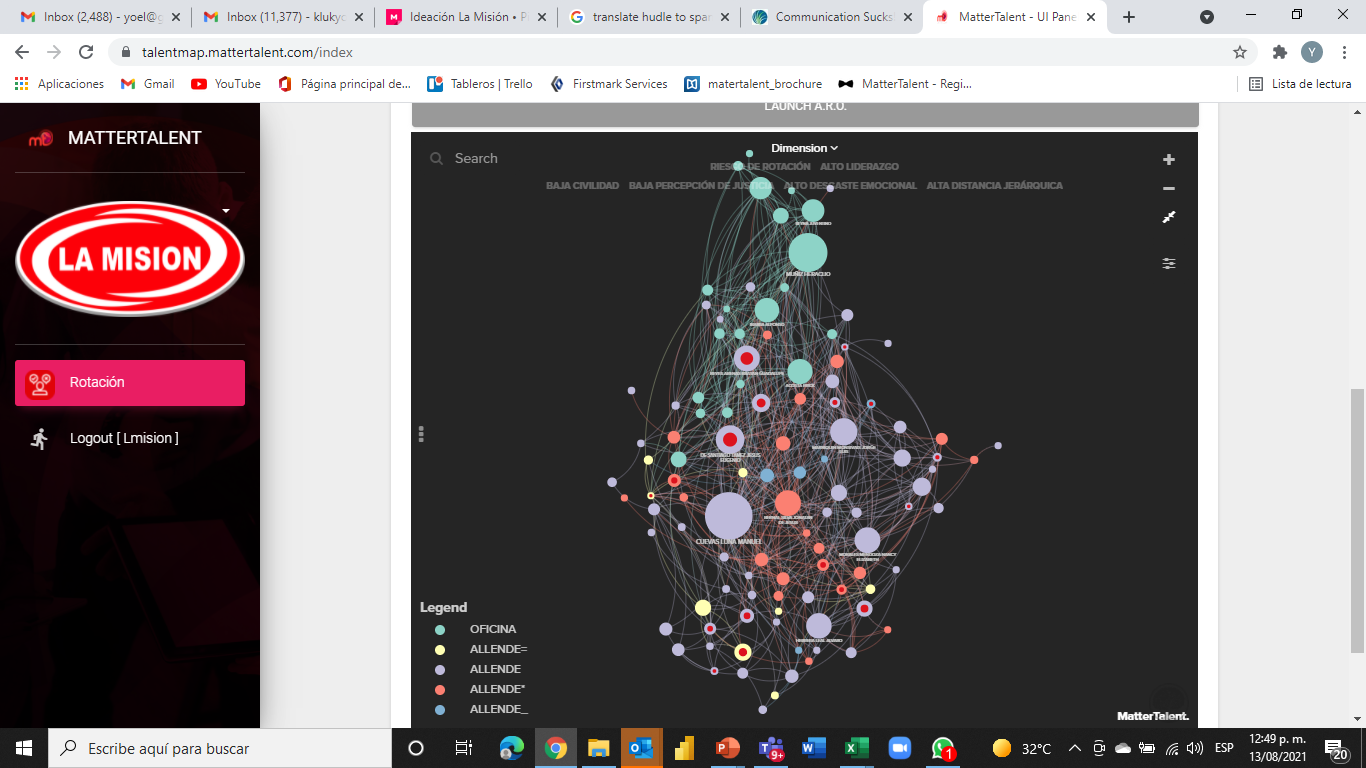 Inbox (2,488) - yoel@g
Inbox (11,377) - klukyc
Ideación La Misión • P
translate hudle to spar
Communication Sucks
MatterTalent - UI Pane
talentmap.mattertalent.com/index
Y
Aplicaciones
Gmail
YouTube
Página principal de...
Tableros | Trello
Firstmark Services
matertalent_brochure
MatterTalent - Regi...
Lista de lectura
MATTERTALENT
LA MISION
Rotación
Logout [ Lmision ]
LAUNCH A.R.O.
Search
Dimension
RIESGO DE ROTACIÓN ALTO LIDERAZGO
BAJA CIVILIDAD BAJA PERCEPCIÓN DE JUSTICIA ALTO DESGASTE EMOCIONAL ALTA DISTANCIA JERÁRQUICA
CUEVAS LUNA MANUEL
Legend
OFICINA
ALLENDE=
ALLENDE
ALLENDE*
ALLENDE_
MatterTalent.
Escribe aquí para buscar
9+
1
32°C
ESP
12:49 p. m.
13/08/2021
20